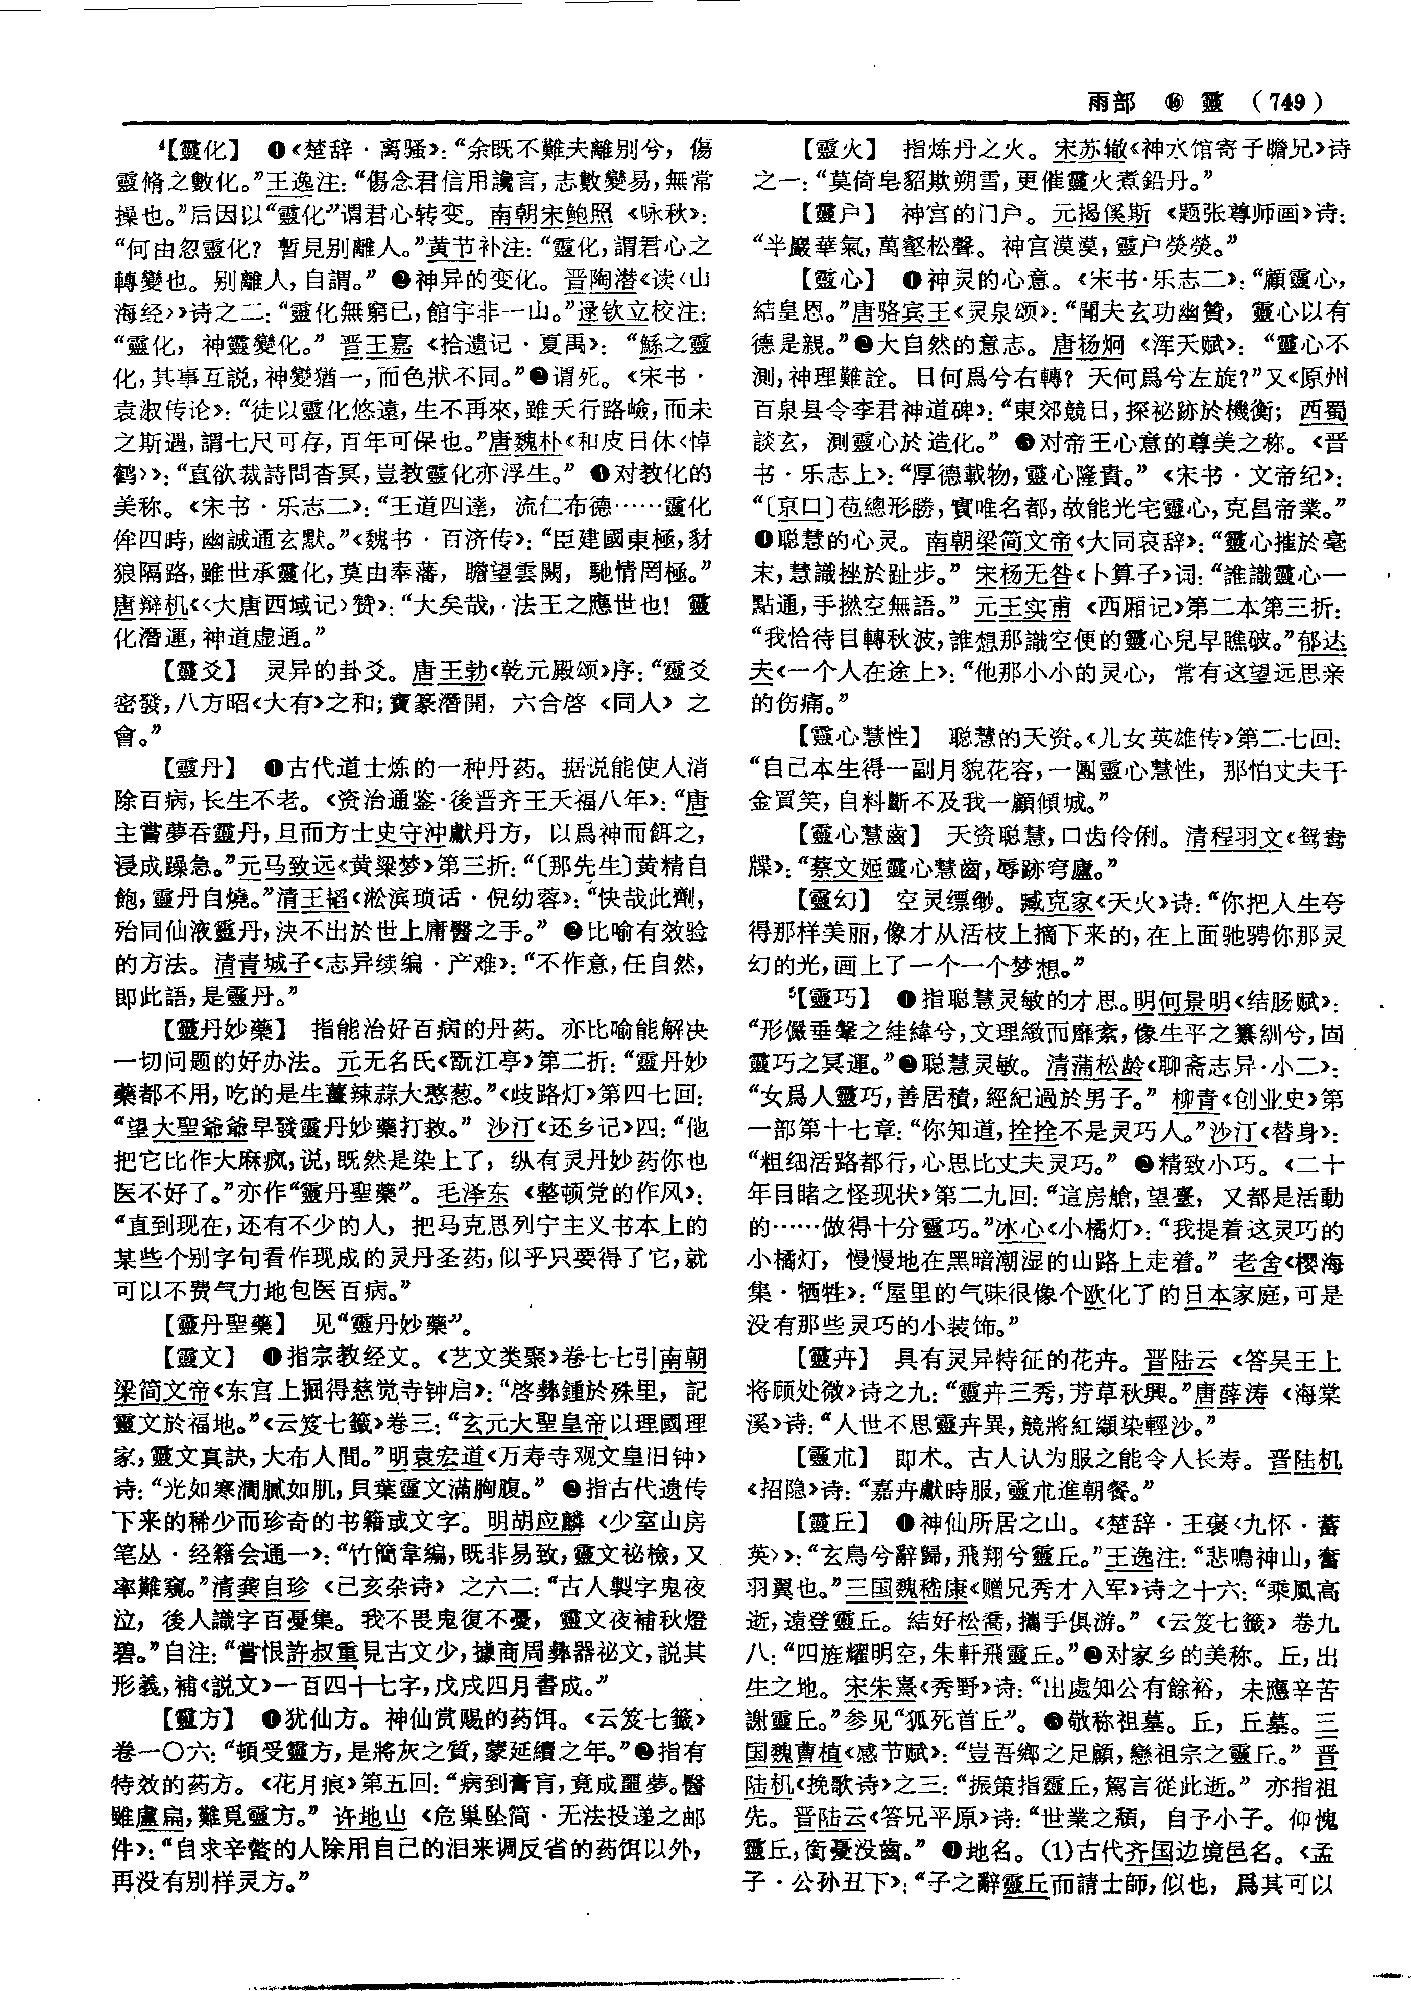 雨部 ⑯ 靈 （749）
⁴【靈化】 ❶《楚辞·离骚》：“余既不難夫離別兮，傷
靈脩之數化。”王逸注：“傷念君信用讒言，志數變易，無常
操也。”后因以“靈化”谓君心转变。南朝宋鲍照《咏秋》：
“何由忽靈化？暫見别離人。”黄节补注：“靈化，謂君心之
轉變也。别離人，自謂。” ❷神异的变化。晋陶潜《读〈山
海经〉》诗之二：“靈化無窮已，館宇非一山。”逯钦立校注：
“靈化，神靈變化。”晋王嘉《拾遗记·夏禹》：“鯀之靈
化，其事互説，神變猶一，而色狀不同。”❸谓死。《宋书·
袁淑传论》：“徒以靈化悠遠，生不再來，雖天行路嶮，而未
之斯遇，謂七尺可存，百年可保也。”唐魏朴《和皮日休〈悼
鹤〉》：“直欲裁詩問杳冥，豈教靈化亦浮生。” ❹对教化的
美称。《宋书·乐志二》：“王道四達，流仁布德……靈化
侔四時，幽誠通玄默。”《魏书·百济传》：“臣建國東極，豺
狼隔路，雖世承靈化，莫由奉藩，瞻望雲闕，馳情罔極。”
唐辩机《〈大唐西域记〉赞》：“大矣哉，法王之應世也！靈
化潛運，神道虚通。”
【靈爻】 灵异的卦爻。唐王勃《乾元殿颂》序：“靈爻
密發，八方昭《大有》之和；寶篆潛開，六合啓《同人》之
會。”
【靈丹】 ❶古代道士炼的一种丹药。据说能使人消
除百病，长生不老。《资治通鉴·後晋齐王天福八年》：“唐
主嘗夢吞靈丹，旦而方士史守冲獻丹方，以爲神而餌之，
浸成躁急。”元马致远《黄粱梦》第三折：“〔那先生〕黄精自
飽，靈丹自燒。”清王韬《淞滨琐话·倪幼蓉》：“快哉此劑，
殆同仙液靈丹，決不出於世上庸醫之手。” ❷比喻有效验
的方法。清青城子《志异续编·产难》：“不作意，任自然，
即此語，是靈丹。”
【靈丹妙藥】 指能治好百病的丹药。亦比喻能解决
一切问题的好办法。元无名氏《翫江亭》第二折：“靈丹妙
藥都不用，吃的是生薑辣蒜大憨葱。”《歧路灯》第四七回：
“望大聖爺爺早發靈丹妙藥打救。”沙汀《还乡记》四：“他
把它比作大麻疯，说，既然是染上了，纵有灵丹妙药你也
医不好了。”亦作“靈丹聖藥”。毛泽东《整顿党的作风》：
“直到现在，还有不少的人，把马克思列宁主义书本上的
某些个别字句看作现成的灵丹圣药，似乎只要得了它，就
可以不费气力地包医百病。”
【靈丹聖藥】 见“靈丹妙藥”。
【靈文】 ❶指宗教经文。《艺文类聚》卷七七引南朝
梁简文帝《东宫上掘得慈觉寺钟启》：“啓彝鍾於殊里，記
靈文於福地。”《云笈七籤》卷三：“玄元大聖皇帝以理國理
家，靈文真訣，大布人間。”明袁宏道《万寿寺观文皇旧钟》
诗：“光如寒澗膩如肌，貝葉靈文滿胸腹。” ❷指古代遗传
下来的稀少而珍奇的书籍或文字。明胡应麟《少室山房
笔丛·经籍会通一》：“竹簡韋編，既非易致，靈文祕檢，又
率難窺。”清龚自珍《己亥杂诗》之六二：“古人製字鬼夜
泣，後人識字百憂集。我不畏鬼復不憂，靈文夜補秋燈
碧。”自注：“嘗恨許叔重見古文少，據商周彝器祕文，説其
形義，補《説文》一百四十七字，戊戌四月書成。”
【靈方】 ❶犹仙方。神仙赏赐的药饵。《云笈七籤》
卷一〇六：“頓受靈方，是將灰之質，蒙延續之年。”❷指有
特效的药方。《花月痕》第五回：“病到膏肓，竟成噩夢。醫
雖盧扁，難覓靈方。”许地山《危巢坠简·无法投递之邮
件》：“自求辛螫的人除用自己的泪来调反省的药饵以外，
再没有别样灵方。”
【靈火】 指炼丹之火。宋苏辙《神水馆寄子瞻兄》诗
之一：“莫倚皂貂欺朔雪，更催靈火煮鉛丹。”
【靈户】 神宫的门户。元揭傒斯《题张尊师画》诗：
“半巖華氣，萬壑松聲。神宫漠漠，靈户熒熒。”
【靈心】 ❶神灵的心意。《宋书·乐志二》：“顧靈心，
結皇恩。”唐骆宾王《灵泉颂》：“聞夫玄功幽贊，靈心以有
德是親。”❷大自然的意志。唐杨炯《浑天赋》：“靈心不
測，神理難詮。日何爲兮右轉？天何爲兮左旋？”又《原州
百泉县令李君神道碑》：“東郊競日，探祕跡於機衡；西蜀
談玄，測靈心於造化。” ❸对帝王心意的尊美之称。《晋
书·乐志上》：“厚德載物，靈心隆貴。”《宋书·文帝纪》：
“〔京口〕苞總形勝，實唯名都，故能光宅靈心，克昌帝業。”
❹聪慧的心灵。南朝梁简文帝《大同哀辞》：“靈心摧於毫
末，慧識挫於趾步。”宋杨无咎《卜算子》词：“誰識靈心一
點通，手撚空無語。”元王实甫《西厢记》第二本第三折：
“我恰待目轉秋波，誰想那識空便的靈心兒早瞧破。”郁达
夫《一个人在途上》：“他那小小的灵心，常有这望远思亲
的伤痛。”
【靈心慧性】 聪慧的天资。《儿女英雄传》第二七回：
“自己本生得一副月貌花容，一團靈心慧性，那怕丈夫千
金買笑，自料斷不及我一顧傾城。”
【靈心慧齒】 天资聪慧，口齿伶俐。清程羽文《鸳鸯
牒》：“蔡文姬靈心慧齒，辱跡穹廬。”
【靈幻】 空灵缥缈。臧克家《天火》诗：“你把人生夸
得那样美丽，像才从活枝上摘下来的，在上面驰骋你那灵
幻的光，画上了一个一个梦想。”
⁵【靈巧】 ❶指聪慧灵敏的才思。明何景明《结肠赋》：
“形儼垂鞶之絓緯兮，文理緻而靡紊，像生平之纂紃兮，固
靈巧之冥運。”❷聪慧灵敏。清蒲松龄《聊斋志异·小二》：
“女爲人靈巧，善居積，經紀過於男子。”柳青《创业史》第
一部第十七章：“你知道，拴拴不是灵巧人。”沙汀《替身》：
“粗细活路都行，心思比丈夫灵巧。” ❸精致小巧。《二十
年目睹之怪现状》第二九回：“這房艙，望臺，又都是活動
的……做得十分靈巧。”冰心《小橘灯》：“我提着这灵巧的
小橘灯，慢慢地在黑暗潮湿的山路上走着。”老舍《樱海
集·牺牲》：“屋里的气味很像个欧化了的日本家庭，可是
没有那些灵巧的小装饰。”
【靈卉】 具有灵异特征的花卉。晋陆云《答吴王上
将顾处微》诗之九：“靈卉三秀，芳草秋興。”唐薛涛《海棠
溪》诗：“人世不思靈卉異，競將紅纈染輕沙。”
【靈朮】 即术。古人认为服之能令人长寿。晋陆机
《招隐》诗：“嘉卉獻時服，靈朮進朝餐。”
【靈丘】 ❶神仙所居之山。《楚辞·王褒〈九怀·蓄
英〉》：“玄鳥兮辭歸，飛翔兮靈丘。”王逸注：“悲鳴神山，奮
羽翼也。”三国魏嵇康《赠兄秀才入军》诗之十六：“乘風高
逝，遠登靈丘。結好松喬，攜手俱游。”《云笈七籤》卷九
八：“四旌耀明空，朱軒飛靈丘。”❷对家乡的美称。丘，出
生之地。宋朱熹《秀野》诗：“出處知公有餘裕，未應辛苦
謝靈丘。”参见“狐死首丘”。❸敬称祖墓。丘，丘墓。三
国魏曹植《感节赋》：“豈吾鄉之足顧，戀祖宗之靈丘。”晋
陆机《挽歌诗》之三：“振策指靈丘，駕言從此逝。”亦指祖
先。晋陆云《答兄平原》诗：“世業之頹，自予小子。仰愧
靈丘，銜憂没齒。” ❹地名。(1)古代齐国边境邑名。《孟
子·公孙丑下》：“子之辭靈丘而請士師，似也，爲其可以